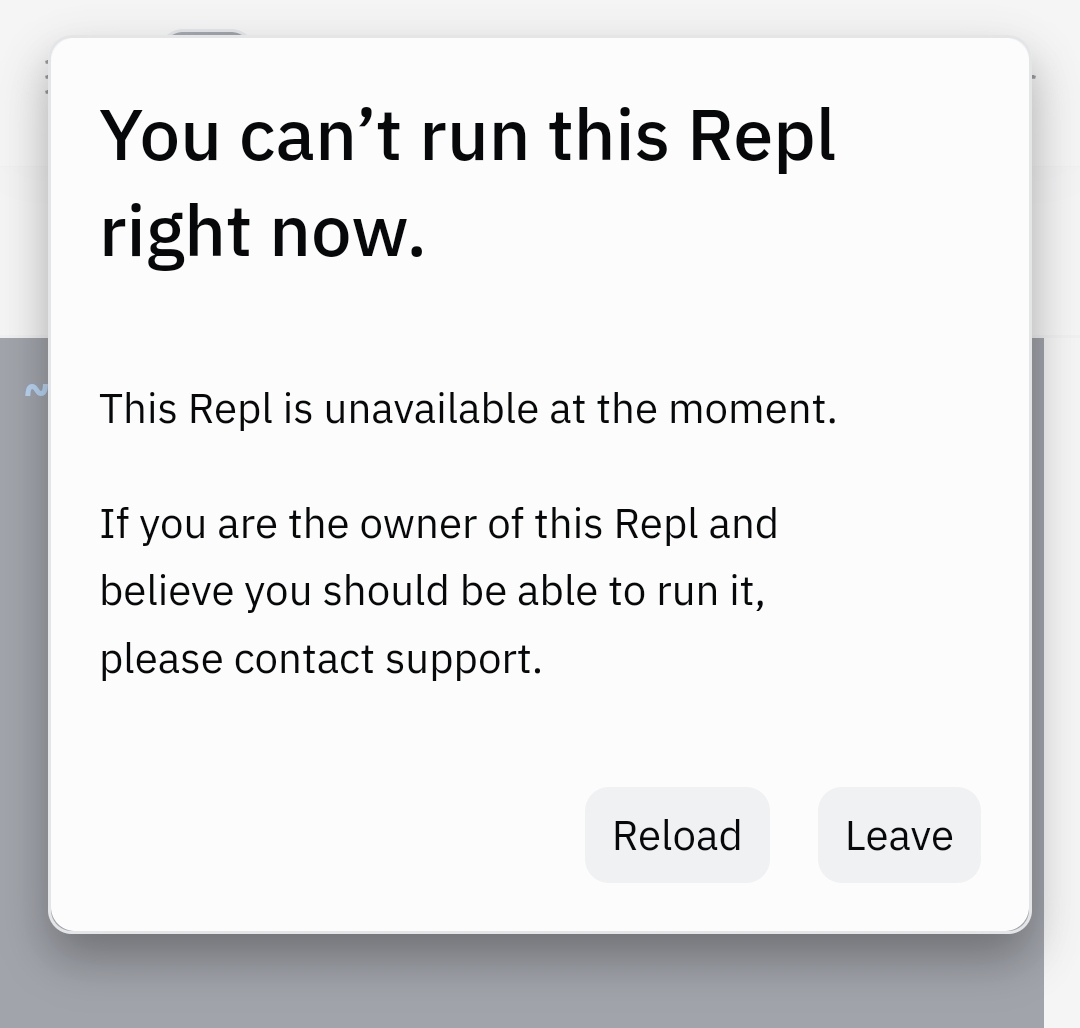 You can’t run this Repl
right now.
This Repl is unavailable at the moment.
If you are the owner of this Repl and
believe you should be able to run it,
please contact support.
Reload Leave
~